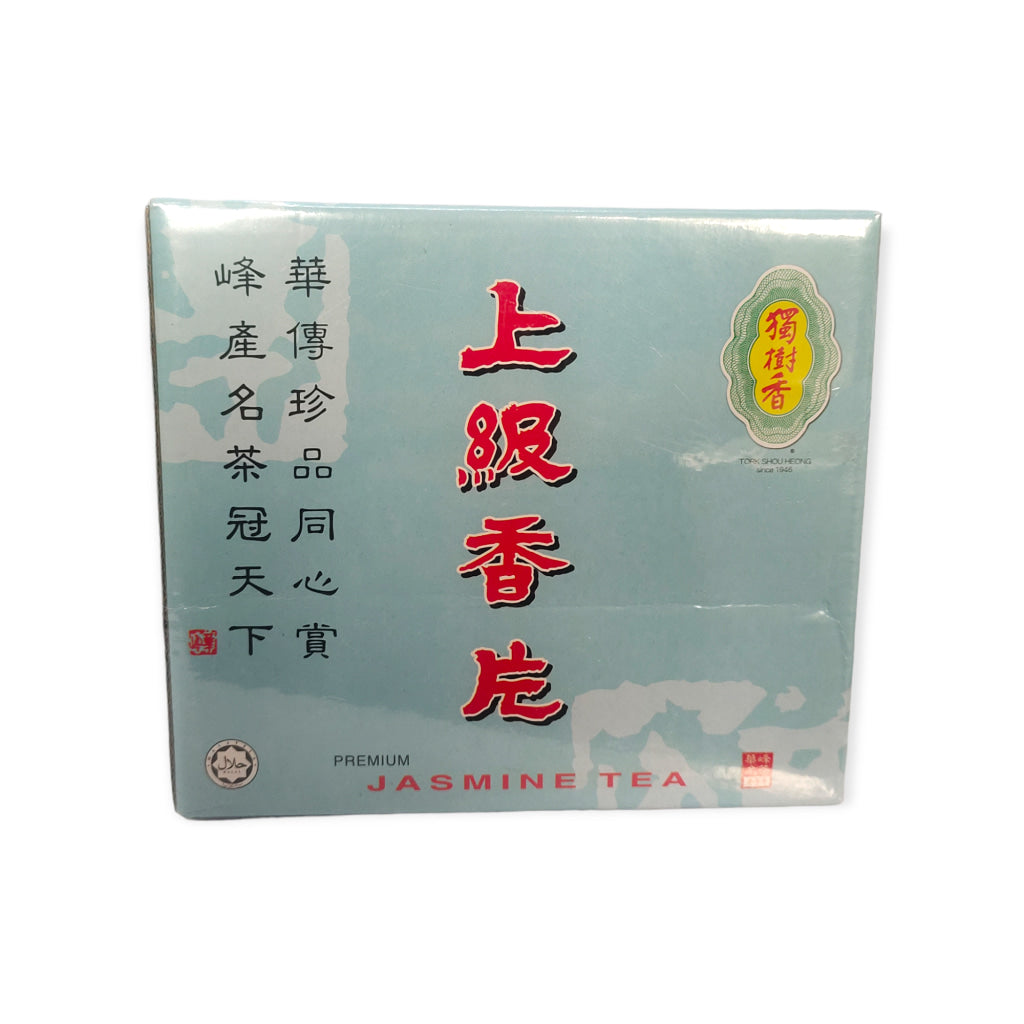 華傳珍品同心賞
峰產名茶冠天下
上級香片
獨樹香
TORK SHOU HEONG
since 1946
PREMIUM
JASMINE TEA
حلال